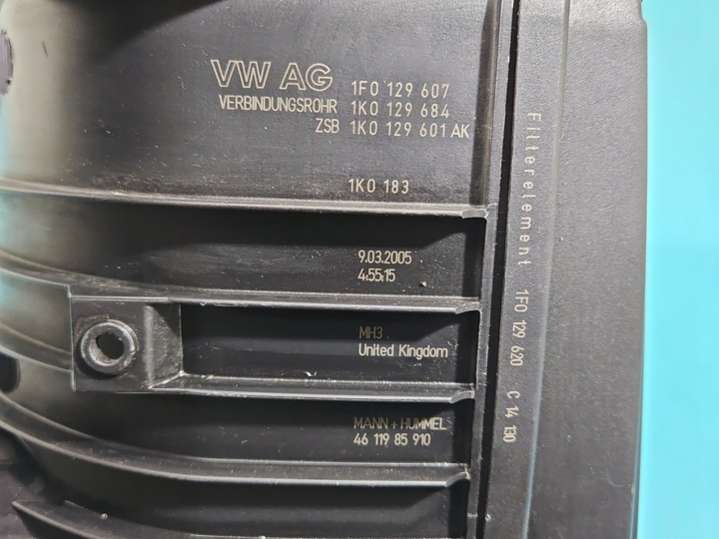 VW AG 1F0 129 607
VERBINDUNGSROHR 1K0 129 684
ZSB 1K0 129 601 AK
1K0 183
9.03.2005
4:55:15
MH3
United Kingdom
MANN+HUMMEL
46 119 85 910
Filterelement 1F0 129 620 C 14 130